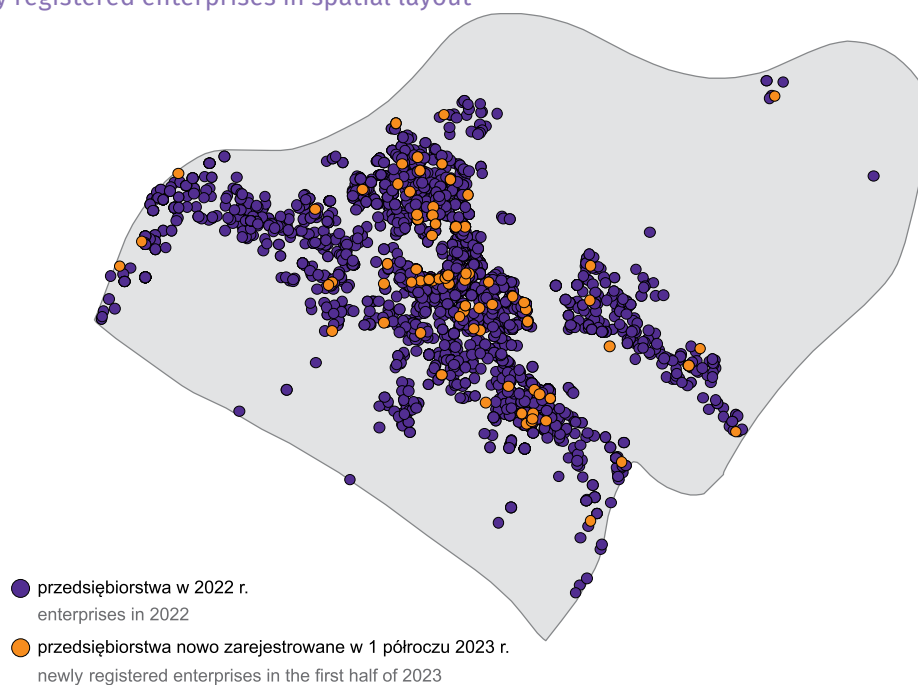 registered enterprises in spatial layout
przedsiębiorstwa w 2022 r.
enterprises in 2022
przedsiębiorstwa nowo zarejestrowane w 1 półroczu 2023 r.
newly registered enterprises in the first half of 2023